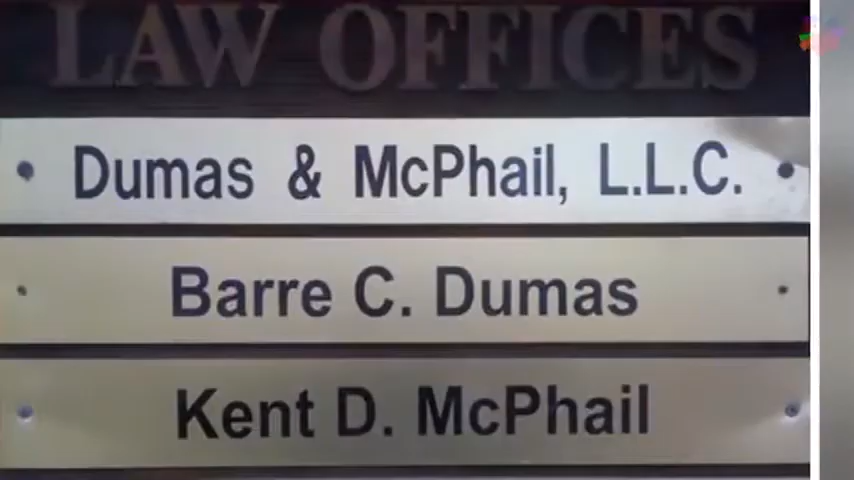 LAW OFFICES
Dumas & McPhail, L.L.C.
Barre C. Dumas
Kent D. McPhail